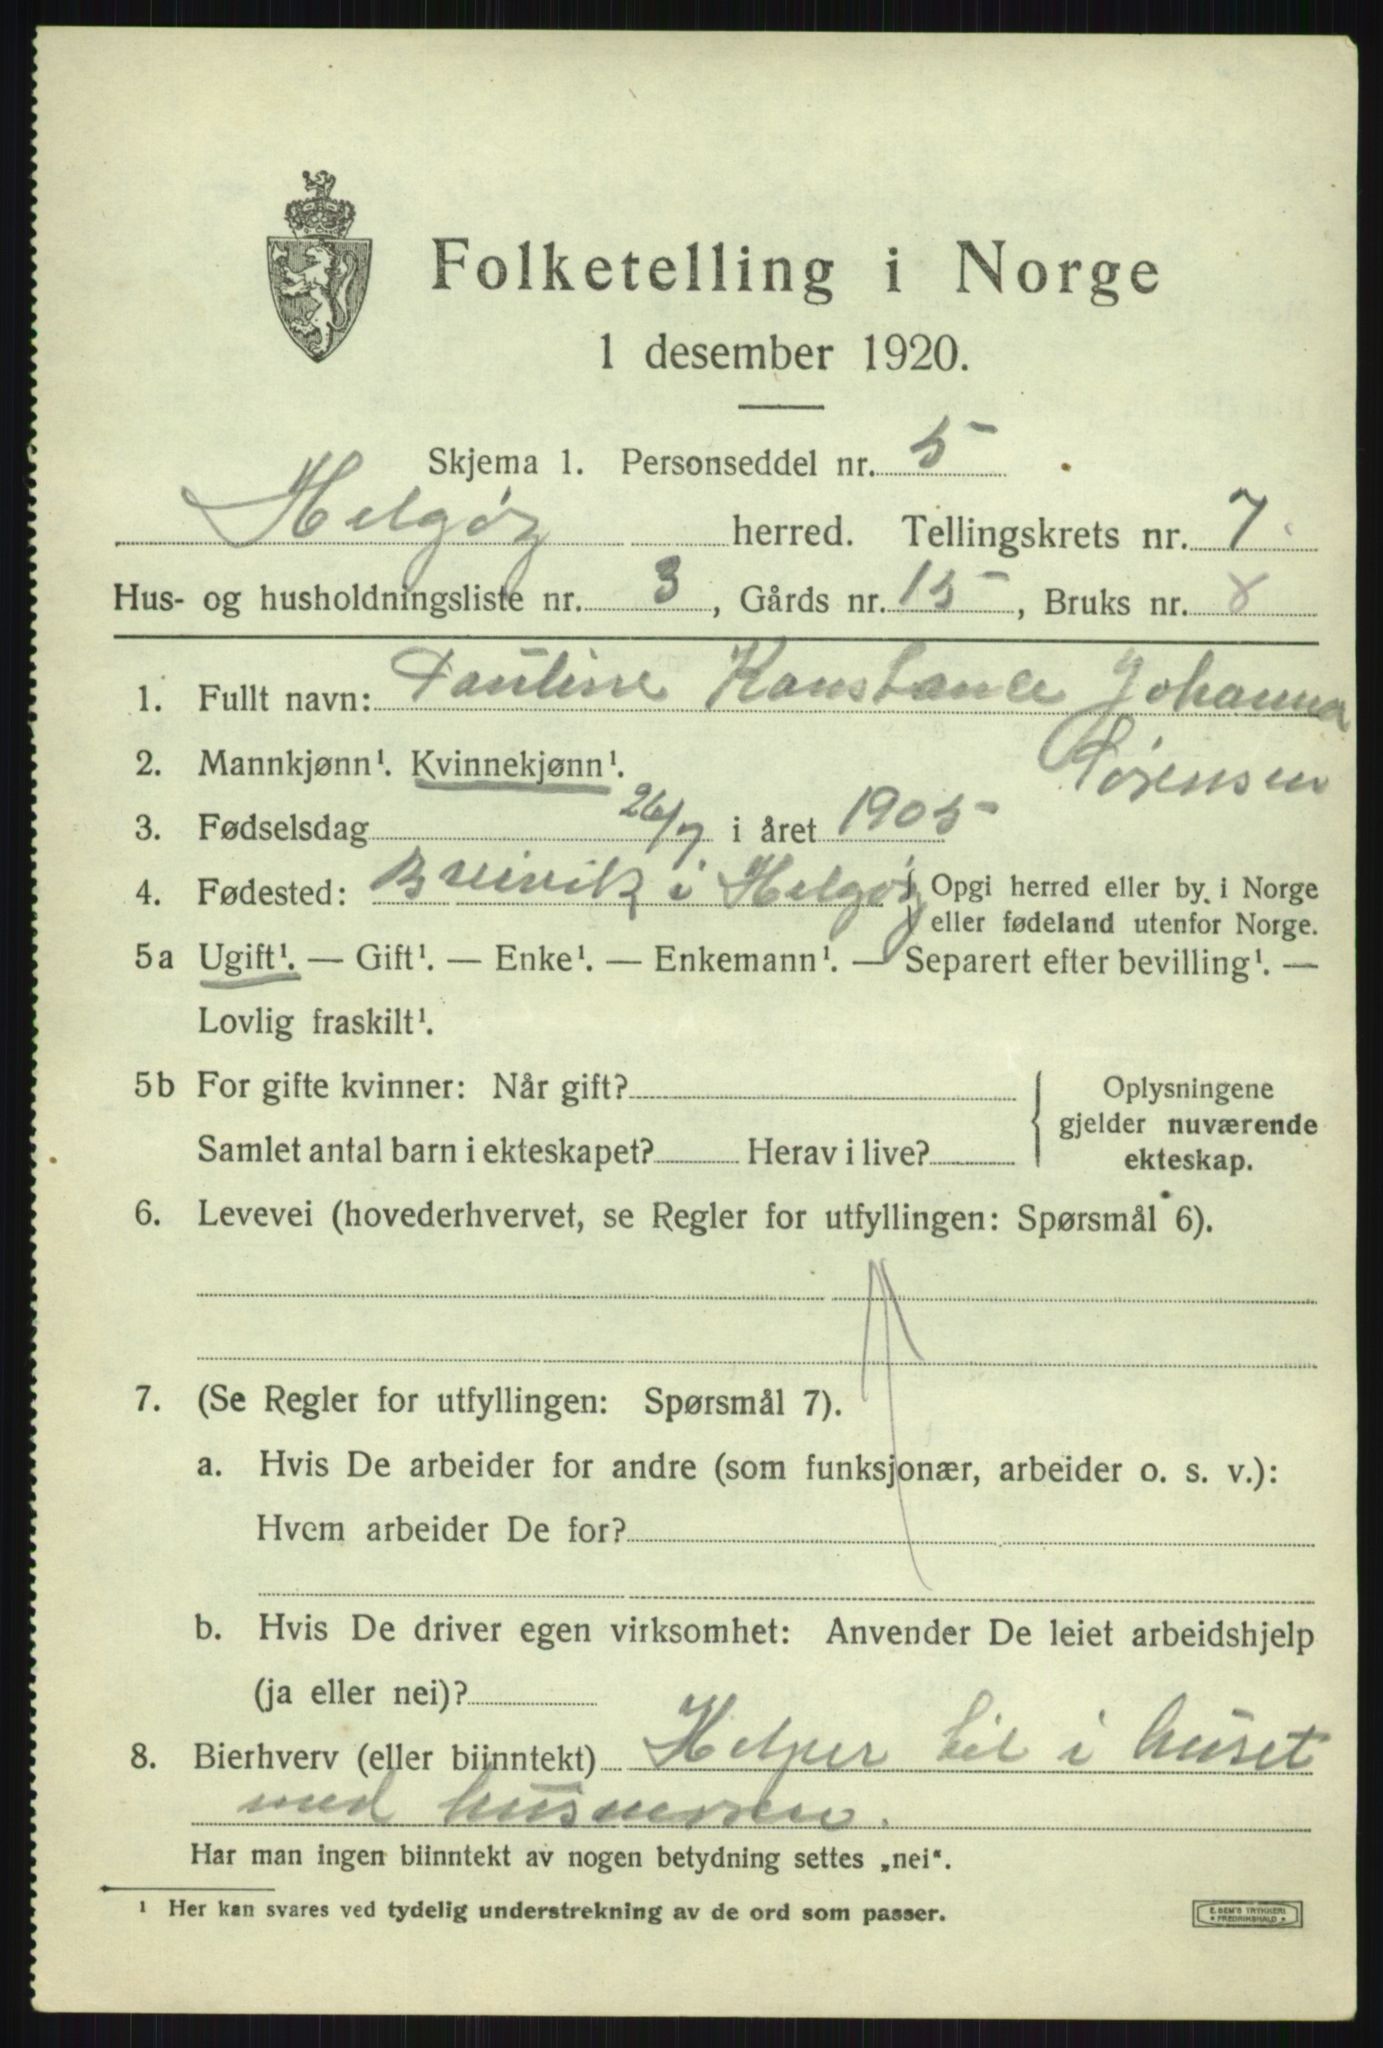 Folketelling i Norge
1 desember 1920.
Skjema 1. Personseddel nr. 5
Helgøy herred. Tellingskrets nr. 7
Hus- og husholdningsliste nr. 3, Gårds nr. 15, Bruks nr. 8
1. Fullt navn: Pauline Konstance Johanna
Sørensen
2. Mannkjønn¹. Kvinnekjønn¹.
3. Fødselsdag 26/7 i året 1905
4. Fødested: Breivik i Helgøy { Opgi herred eller by i Norge
eller fødeland utenfor Norge.
5a Ugift¹. — Gift¹. — Enke¹. — Enkemann¹. — Separert efter bevilling¹. —
Lovlig fraskilt¹.
5b For gifte kvinner: Når gift?
Samlet antal barn i ekteskapet? Herav i live?
{ Oplysningene
gjelder nuværende
ekteskap.
6. Levevei (hovederhvervet, se Regler for utfyllingen: Spørsmål 6).
7. (Se Regler for utfyllingen: Spørsmål 7).
a. Hvis De arbeider for andre (som funksjonær, arbeider o. s. v.):
Hvem arbeider De for?
b. Hvis De driver egen virksomhet: Anvender De leiet arbeidshjelp
(ja eller nei)?
8. Bierhverv (eller biinntekt) Helper til i huset
med husmoren.
Har man ingen biinntekt av nogen betydning settes „nei“.
¹ Her kan svares ved tydelig understrekning av de ord som passer.
E. SEM'S TRYKKERI
* FREDRIKSHALD *